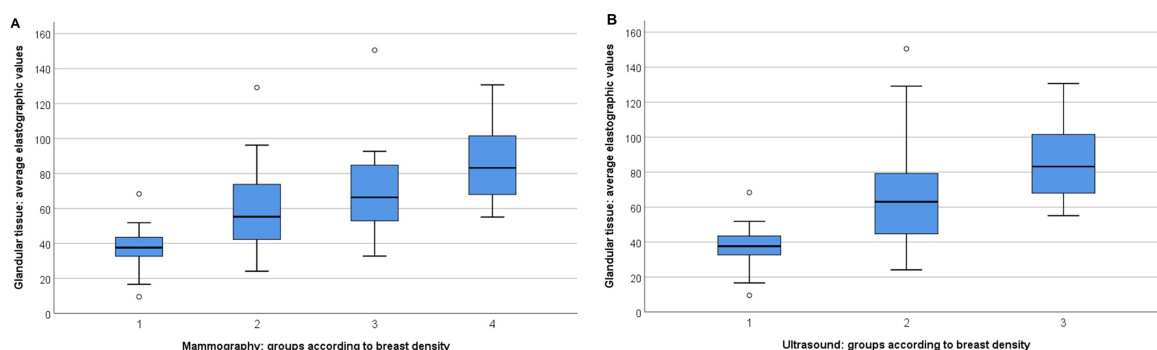 A
Glandular tissue: average elastographic values
160
140
120
100
80
60
40
20
0
1 2 3 4
Mammography: groups according to breast density
B
Glandular tissue: average elastographic values
160
140
120
100
80
60
40
20
0
1 2 3
Ultrasound: groups according to breast density